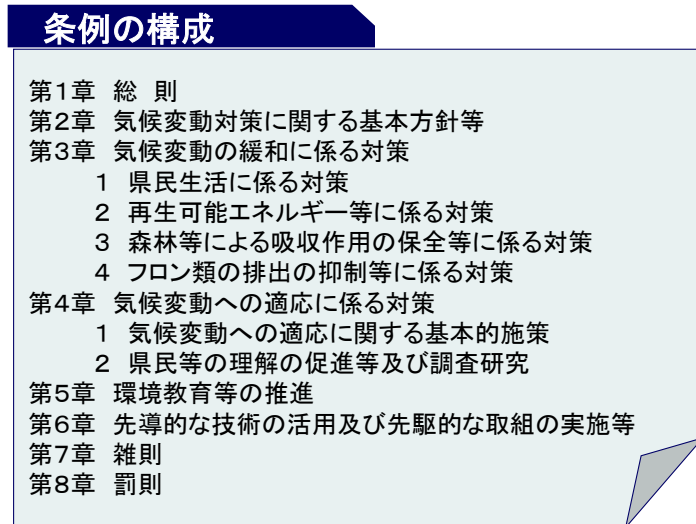 条例の構成
第１章　総　則
第２章　気候変動対策に関する基本方針等
第３章　気候変動の緩和に係る対策
１　県民生活に係る対策
２　再生可能エネルギー等に係る対策
３　森林等による吸収作用の保全等に係る対策
４　フロン類の排出の抑制等に係る対策
第４章　気候変動への適応に係る対策
１　気候変動への適応に関する基本的施策
２　県民等の理解の促進等及び調査研究
第５章　環境教育等の推進
第６章　先導的な技術の活用及び先駆的な取組の実施等
第７章　雑則
第８章　罰則